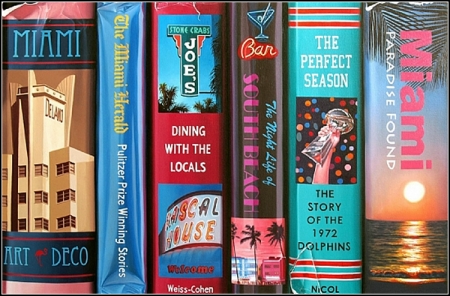 MIAMI
DELANO
ART DECO
The Miami Herald
Pulitzer Prize Winning Stories
STONE CRABS
JOE'S
DINING
WITH THE
LOCALS
RASCAL
HOUSE
Welcome
Weiss-Cohen
Bar
The Night Life of
SOUTH BEACH
THE
PERFECT
SEASON
THE
STORY
OF THE
1972
DOLPHINS
NICOL
Miami
PARADISE FOUND